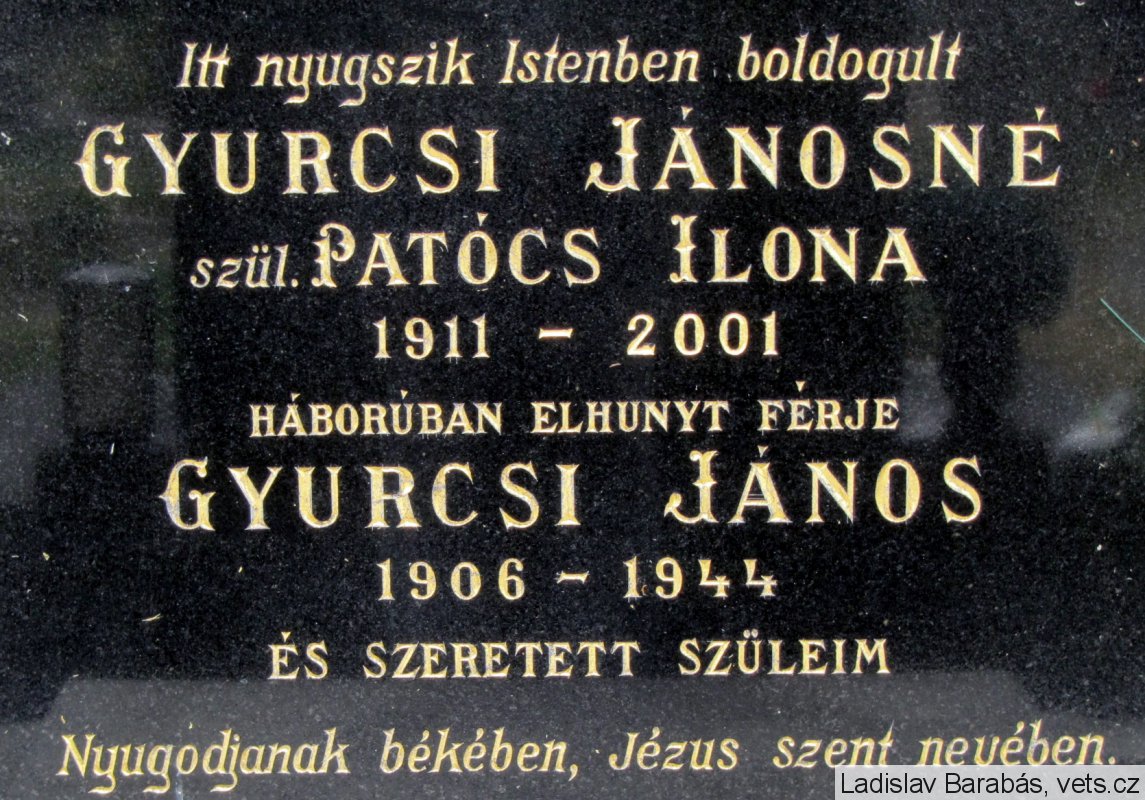 Itt nyugszik Istenben boldogult
GYURCSI JÁNOSNÉ
szül. PATÓCS ILONA
1911 - 2001
HÁBORÚBAN ELHUNYT FÉRJE
GYURCSI JÁNOS
1906 - 1944
ÉS SZERETETT SZÜLEIM
Nyugodjanak békében, Jézus szent nevében.
Ladislav Barabás, vets.cz